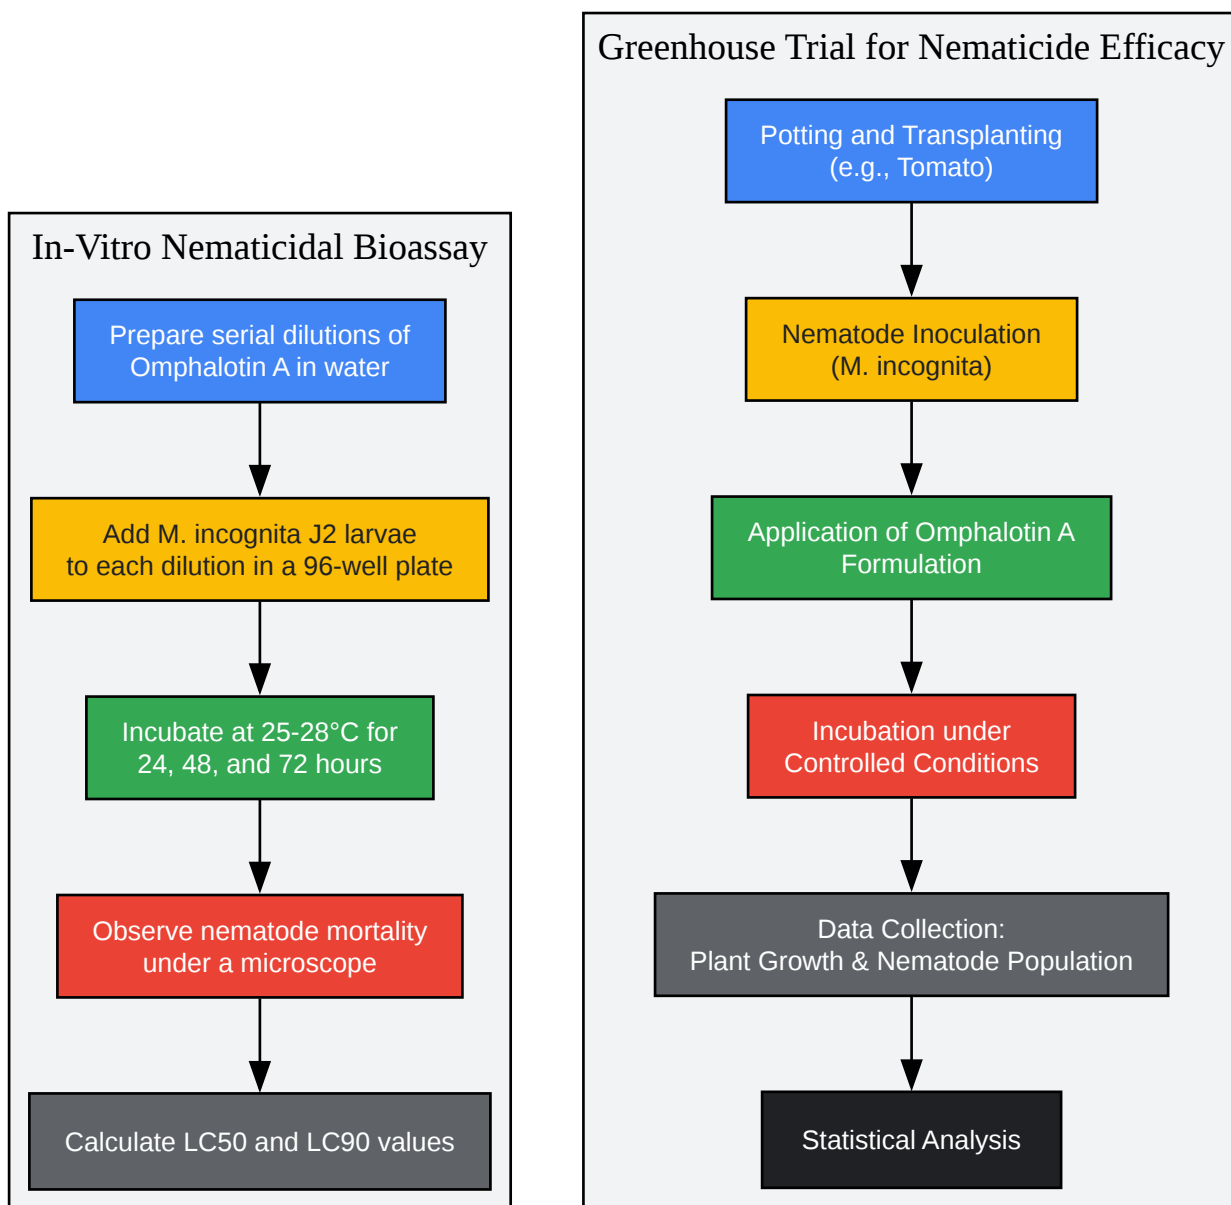 In-Vitro Nematicidal Bioassay
Prepare serial dilutions of
Omphalotin A in water
Add M. incognita J2 larvae
to each dilution in a 96-well plate
Incubate at 25-28°C for
24, 48, and 72 hours
Observe nematode mortality
under a microscope
Calculate LC50 and LC90 values
Greenhouse Trial for Nematicide Efficacy
Potting and Transplanting
(e.g., Tomato)
Nematode Inoculation
(M. incognita)
Application of Omphalotin A
Formulation
Incubation under
Controlled Conditions
Data Collection:
Plant Growth & Nematode Population
Statistical Analysis